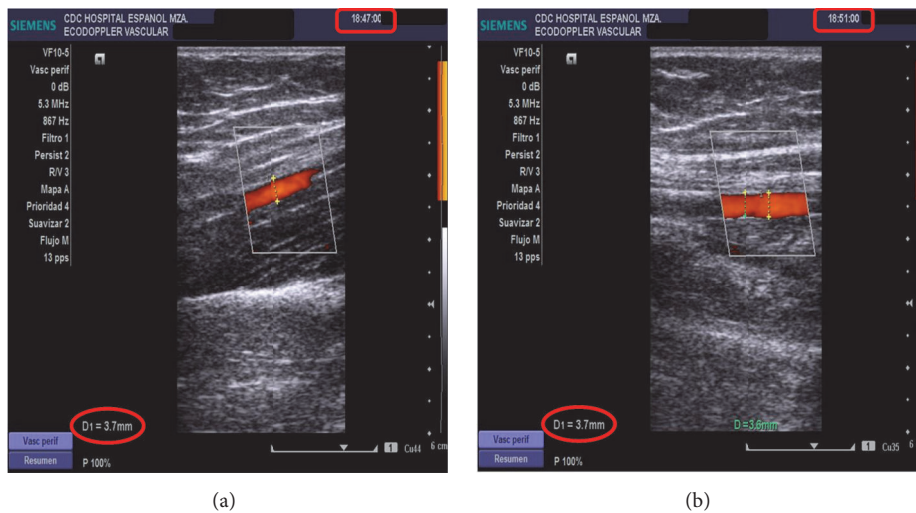 SIEMENS
CDC HOSPITAL ESPANOL MZA.
ECODOPPLER VASCULAR
18:47:00
VF10-5
Vasc perif
0 dB
5.3 MHz
867 Hz
Filtro 1
Persist 2
R/V 3
Mapa A
Prioridad 4
Suavizar 2
Flujo M
13 pps
D1 = 3.7mm
Vasc perif
Resumen
P 100%
1 Cu44 6 cm
(a)
SIEMENS
CDC HOSPITAL ESPANOL MZA.
ECODOPPLER VASCULAR
18:51:00
VF10-5
Vasc perif
0 dB
5.3 MHz
867 Hz
Filtro 1
Persist 2
R/V 3
Mapa A
Prioridad 4
Suavizar 2
Flujo M
13 pps
D1 = 3.7mm
D =3.6mm
Vasc perif
Resumen
P 100%
1 Cu35 6
(b)